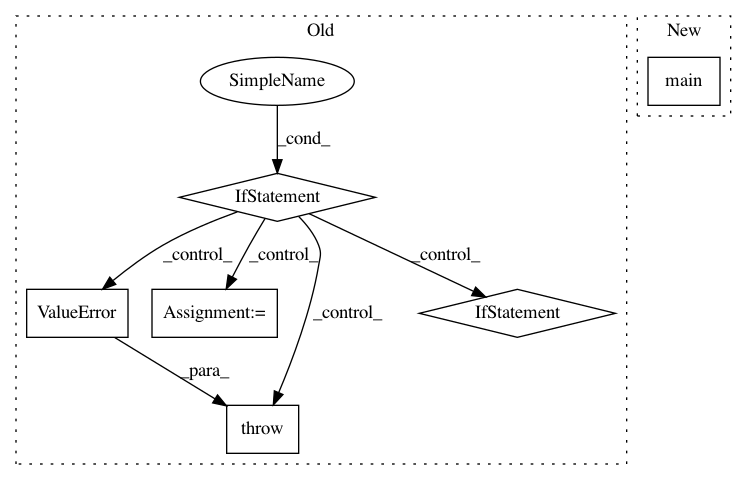 Old
New
SimpleName
main
_cond_
IfStatement
_control_
_control_
_control_
_control_
ValueError
Assignment:=
IfStatement
_para_
throw